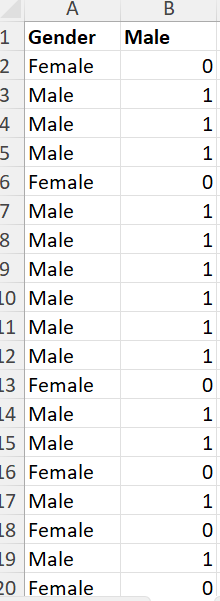 A B
1 Gender Male
2 Female 0
3 Male 1
4 Male 1
5 Male 1
6 Female 0
7 Male 1
8 Male 1
9 Male 1
10 Male 1
11 Male 1
12 Male 1
13 Female 0
14 Male 1
15 Male 1
16 Female 0
17 Male 1
18 Female 0
19 Male 1
20 Female 0